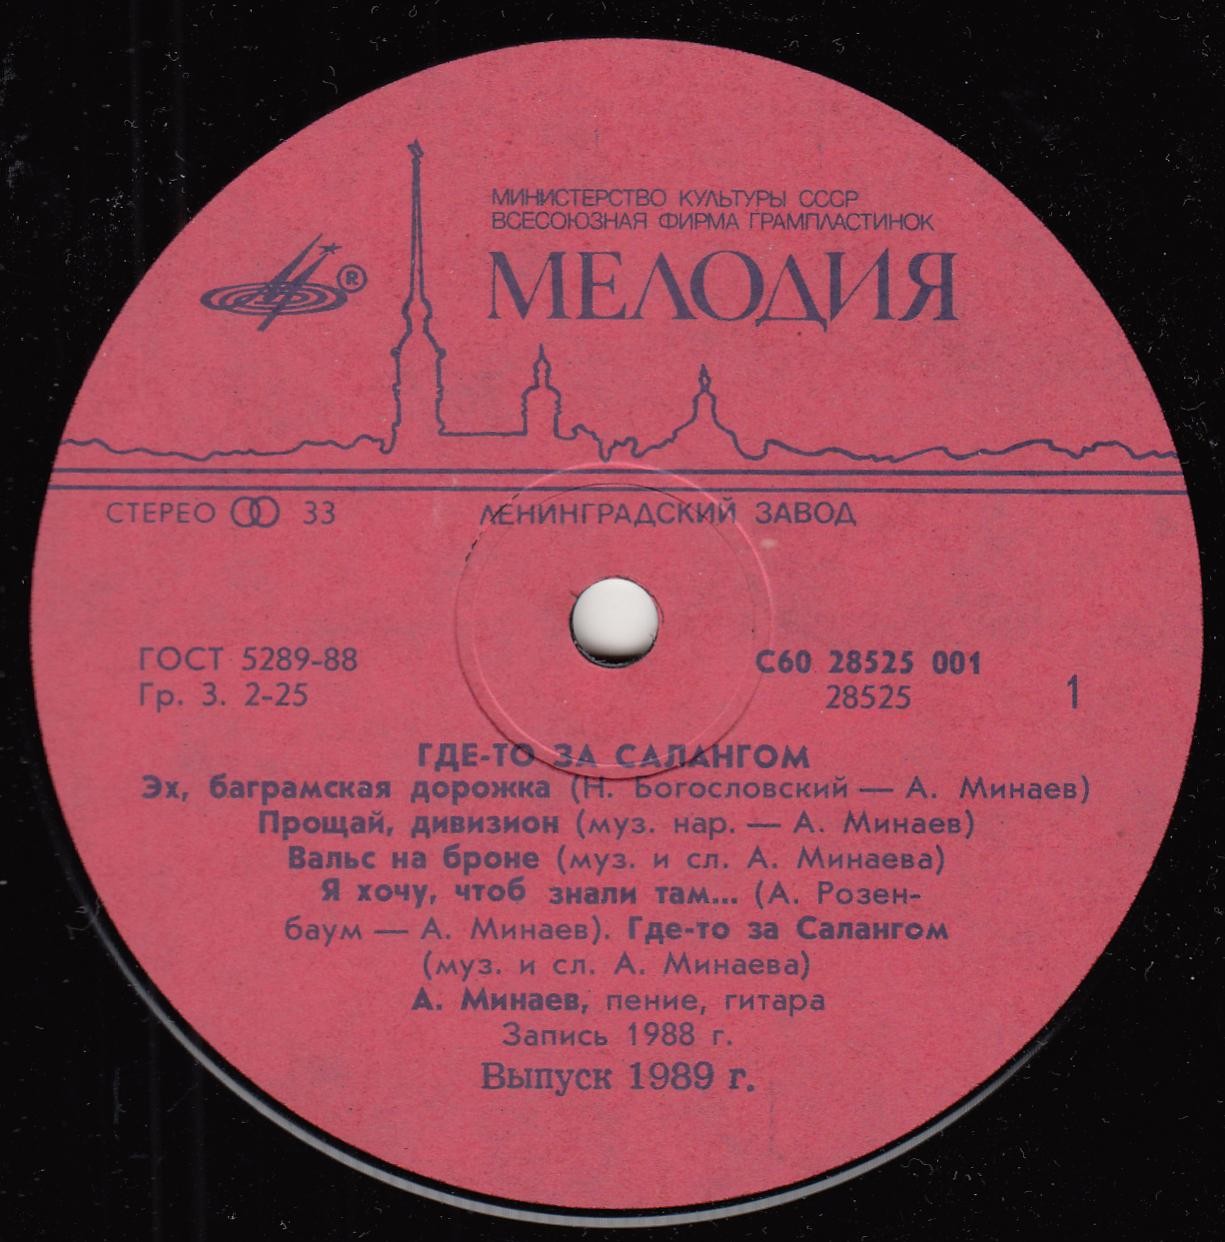 МИНИСТЕРСТВО КУЛЬТУРЫ СССР
ВСЕСОЮЗНАЯ ФИРМА ГРАМПЛАСТИНОК
МЕЛОДИЯ
®
СТЕРЕО 33
ЛЕНИНГРАДСКИЙ ЗАВОД
ГОСТ 5289-88
Гр. 3. 2-25
С60 28525 001
28525
1
ГДЕ-ТО ЗА САЛАНГОМ
Эх, баграмская дорожка (Н. Богословский — А. Минаев)
Прощай, дивизион (муз. нар. — А. Минаев)
Вальс на броне (муз. и сл. А. Минаева)
Я хочу, чтоб знали там... (А. Розен-
баум — А. Минаев). Где-то за Салангом
(муз. и сл. А. Минаева)
А. Минаев, пение, гитара
Запись 1988 г.
Выпуск 1989 г.